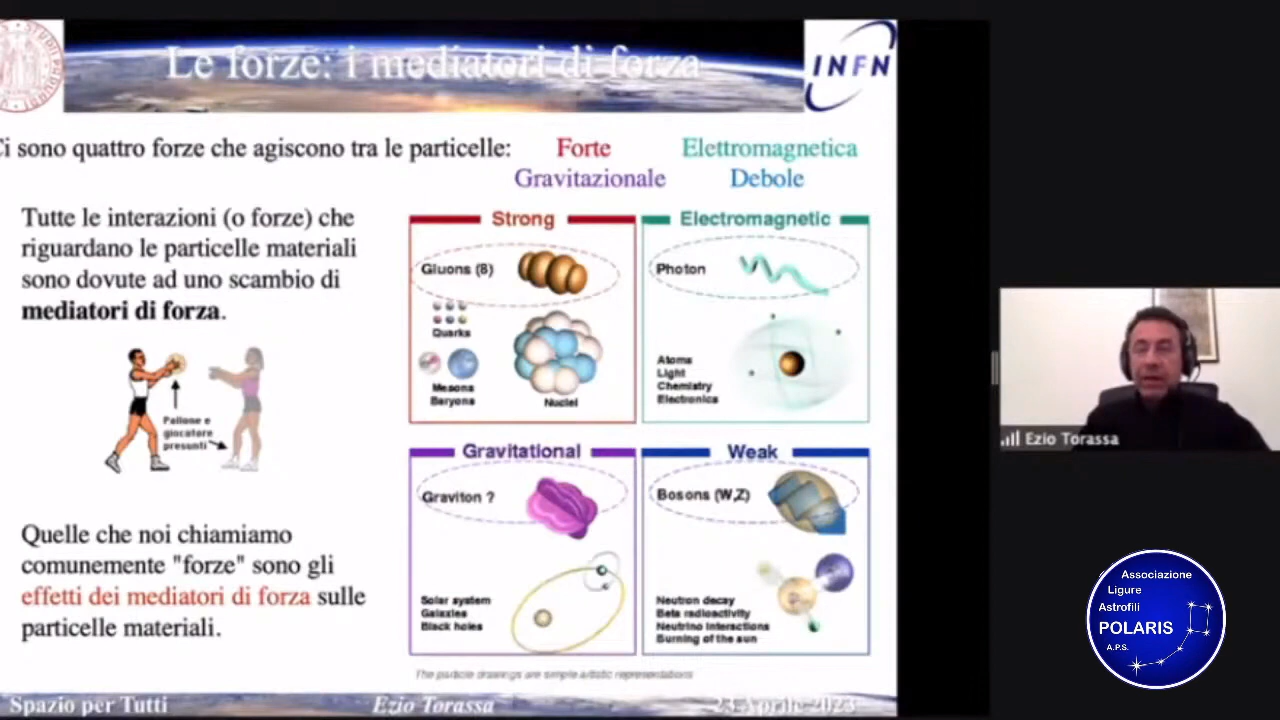 Le forze: i mediatori di forza
INFN
Ci sono quattro forze che agiscono tra le particelle:
Forte
Elettromagnetica
Gravitazionale
Debole
Tutte le interazioni (o forze) che
riguardano le particelle materiali
sono dovute ad uno scambio di
mediatori di forza.
Pallone e
giocatore
presunti
Quelle che noi chiamiamo
comunemente "forze" sono gli
effetti dei mediatori di forza sulle
particelle materiali.
Strong
Gluons (8)
Quarks
Mesons
Baryons
Nuclei
Electromagnetic
Photon
Atoms
Light
Chemistry
Electronics
Gravitational
Graviton ?
Solar system
Galaxies
Black holes
Weak
Bosons (W,Z)
Neutron decay
Beta radioactivity
Neutrino interactions
Burning of the sun
The particle drawings are simple artistic representations
Spazio per Tutti
Ezio Torassa
23 Aprile 2023
Ezio Torassa
Associazione
Ligure
Astrofili
POLARIS
A.P.S.